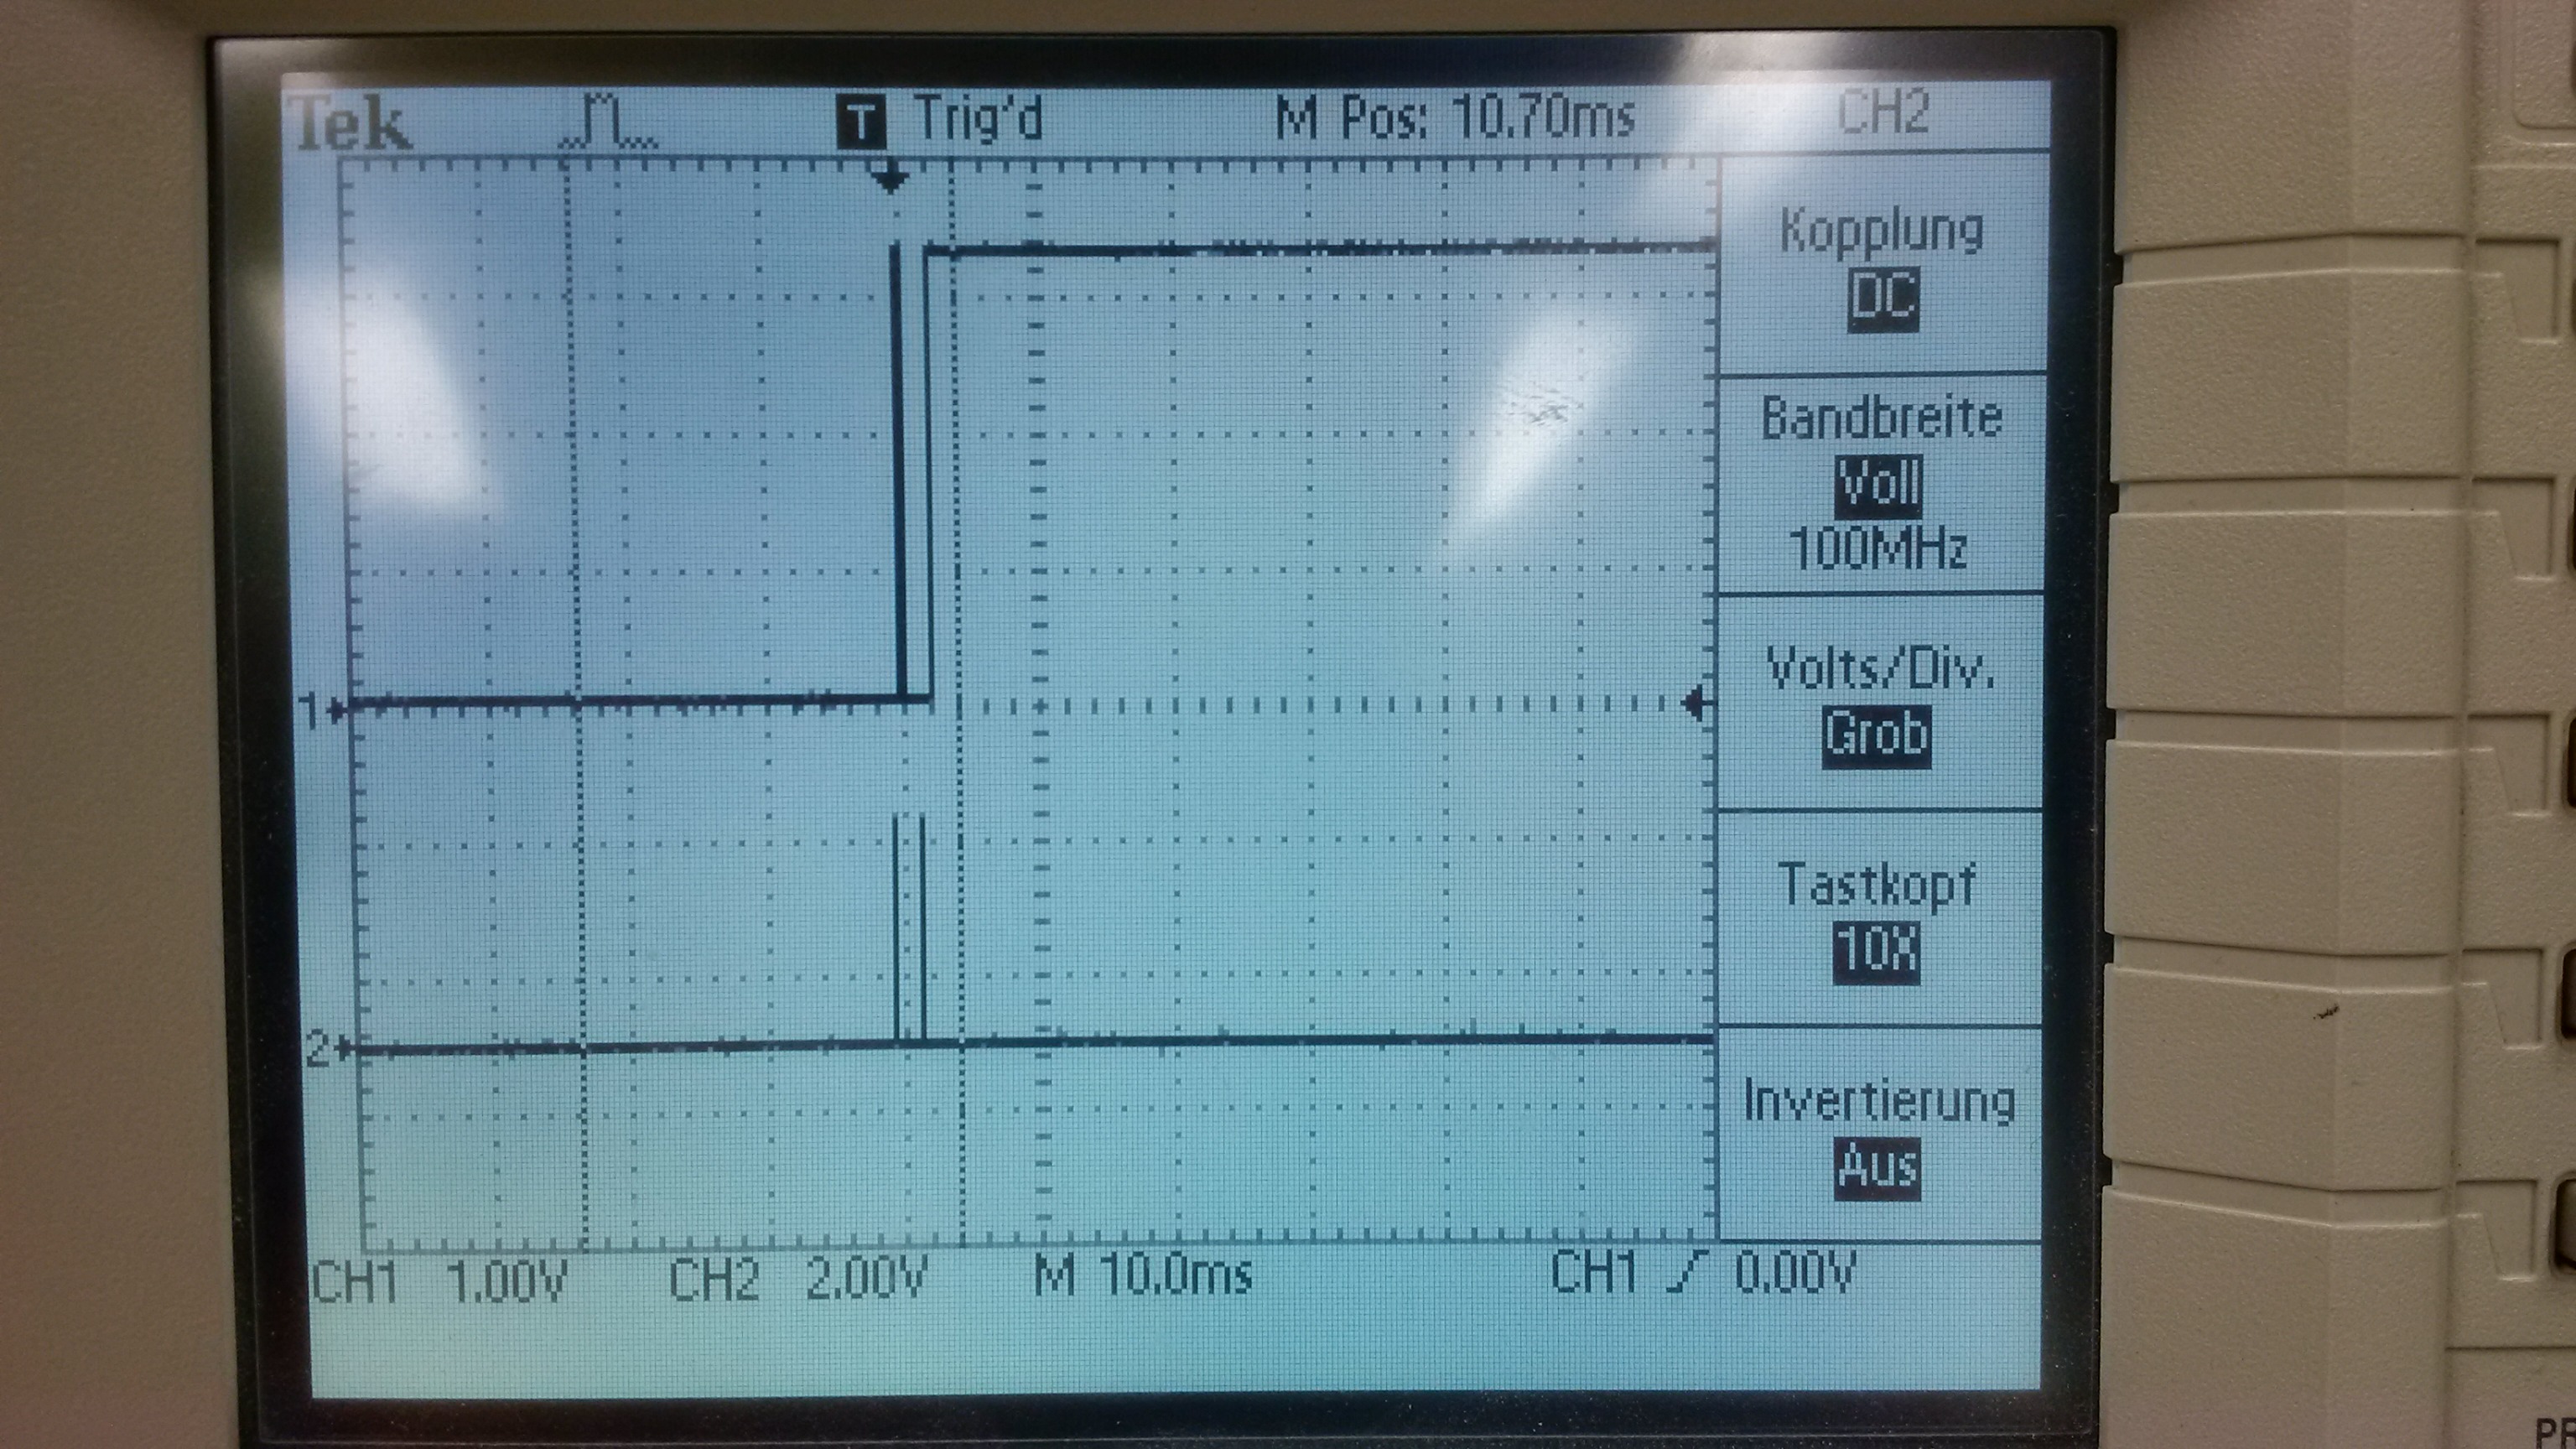 Tek T Trig'd M Pos: 10.70ms CH2
Kopplung
DC
Bandbreite
Voll
100MHz
Volts/Div.
Grob
Tastkopf
10X
Invertierung
Aus
1
2
CH1 1.00V CH2 2.00V M 10.0ms CH1 0.00V